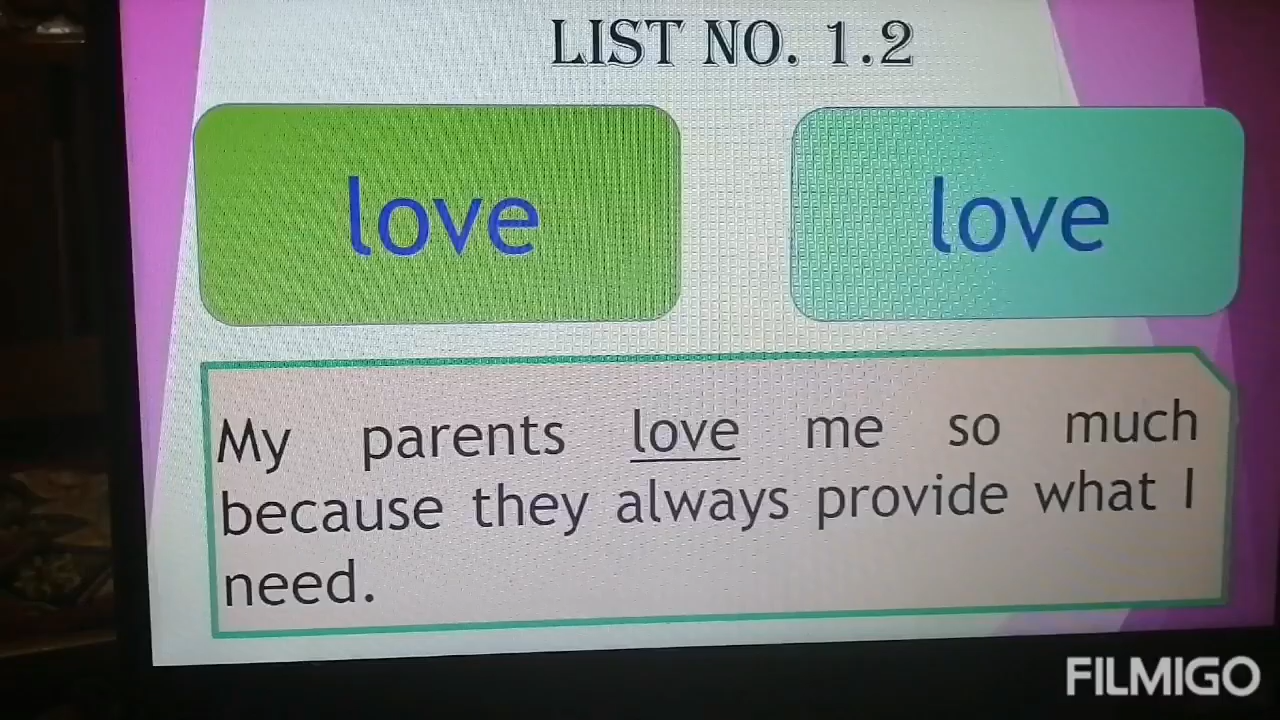 LIST NO. 1.2
love
love
My parents love me so much
because they always provide what I
need.
FILMIGO